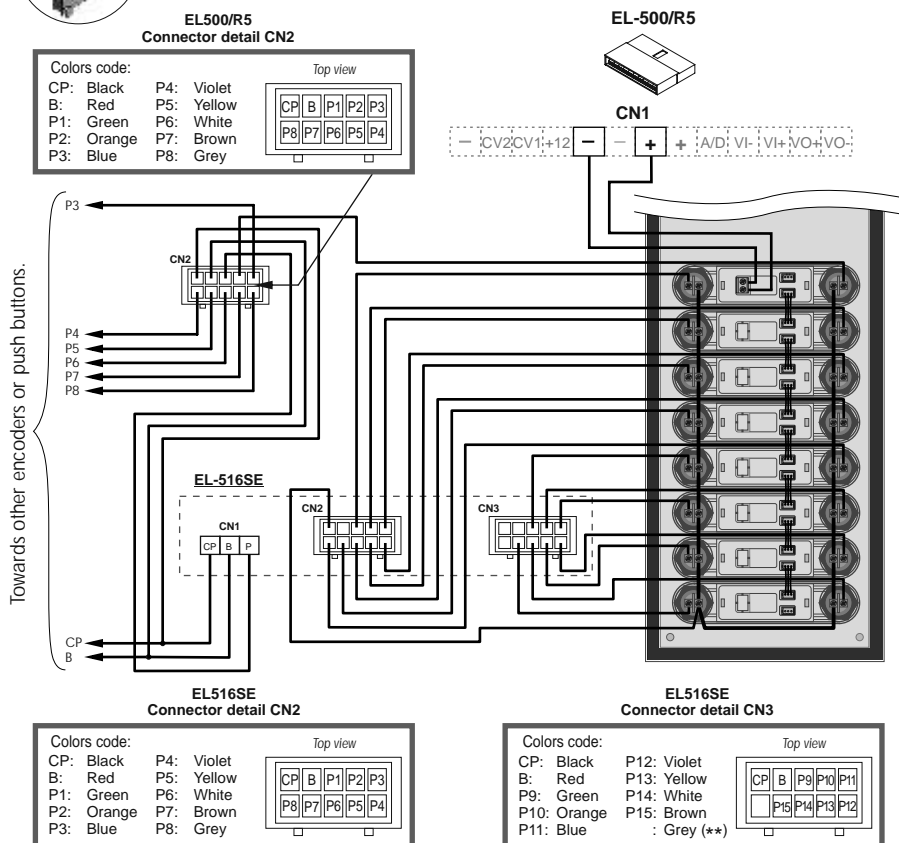 EL500/R5
Connector detail CN2
Colors code:
CP: Black P4: Violet
B: Red P5: Yellow
P1: Green P6: White
P2: Orange P7: Brown
P3: Blue P8: Grey
Top view
CP B P1 P2 P3
P8 P7 P6 P5 P4
EL-500/R5
CN1
– CV2 CV1 +12 – – + + A/D VI- VI+ VO+ VO-
Towards other encoders or push buttons.
P3
CN2
P4
P5
P6
P7
P8
EL-516SE
CN1
CP B P
CN2
CN3
CP
B
EL516SE
Connector detail CN2
Colors code:
CP: Black P4: Violet
B: Red P5: Yellow
P1: Green P6: White
P2: Orange P7: Brown
P3: Blue P8: Grey
Top view
CP B P1 P2 P3
P8 P7 P6 P5 P4
EL516SE
Connector detail CN3
Colors code:
CP: Black P12: Violet
B: Red P13: Yellow
P9: Green P14: White
P10: Orange P15: Brown
P11: Blue : Grey (**)
Top view
CP B P9 P10 P11
P15 P14 P13 P12